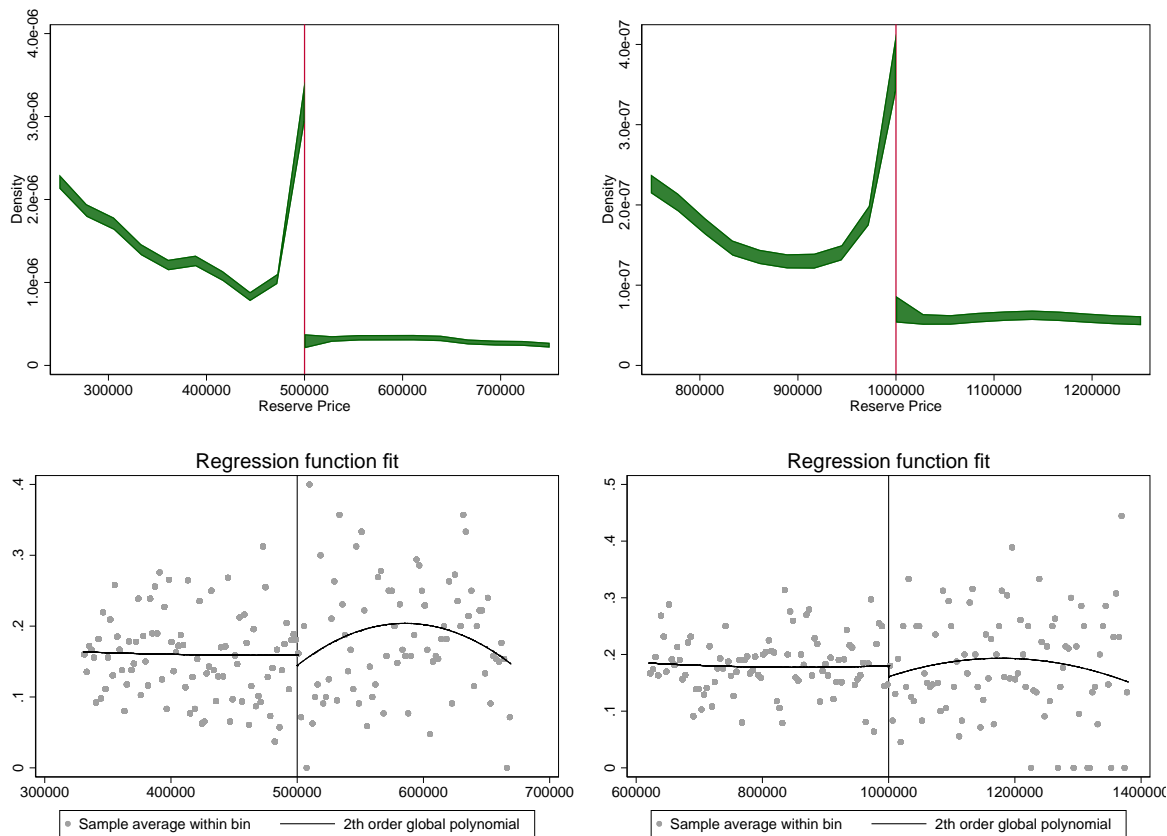 4.0e-06
3.0e-06
2.0e-06
1.0e-06
0
Density
300000 400000 500000 600000 700000
Reserve Price
4.0e-07
3.0e-07
2.0e-07
1.0e-07
0
Density
800000 900000 1000000 1100000 1200000
Reserve Price
Regression function fit
.4
.3
.2
.1
0
300000 400000 500000 600000 700000
Sample average within bin 2th order global polynomial
Regression function fit
.5
.4
.3
.2
.1
0
600000 800000 1000000 1200000 1400000
Sample average within bin 2th order global polynomial